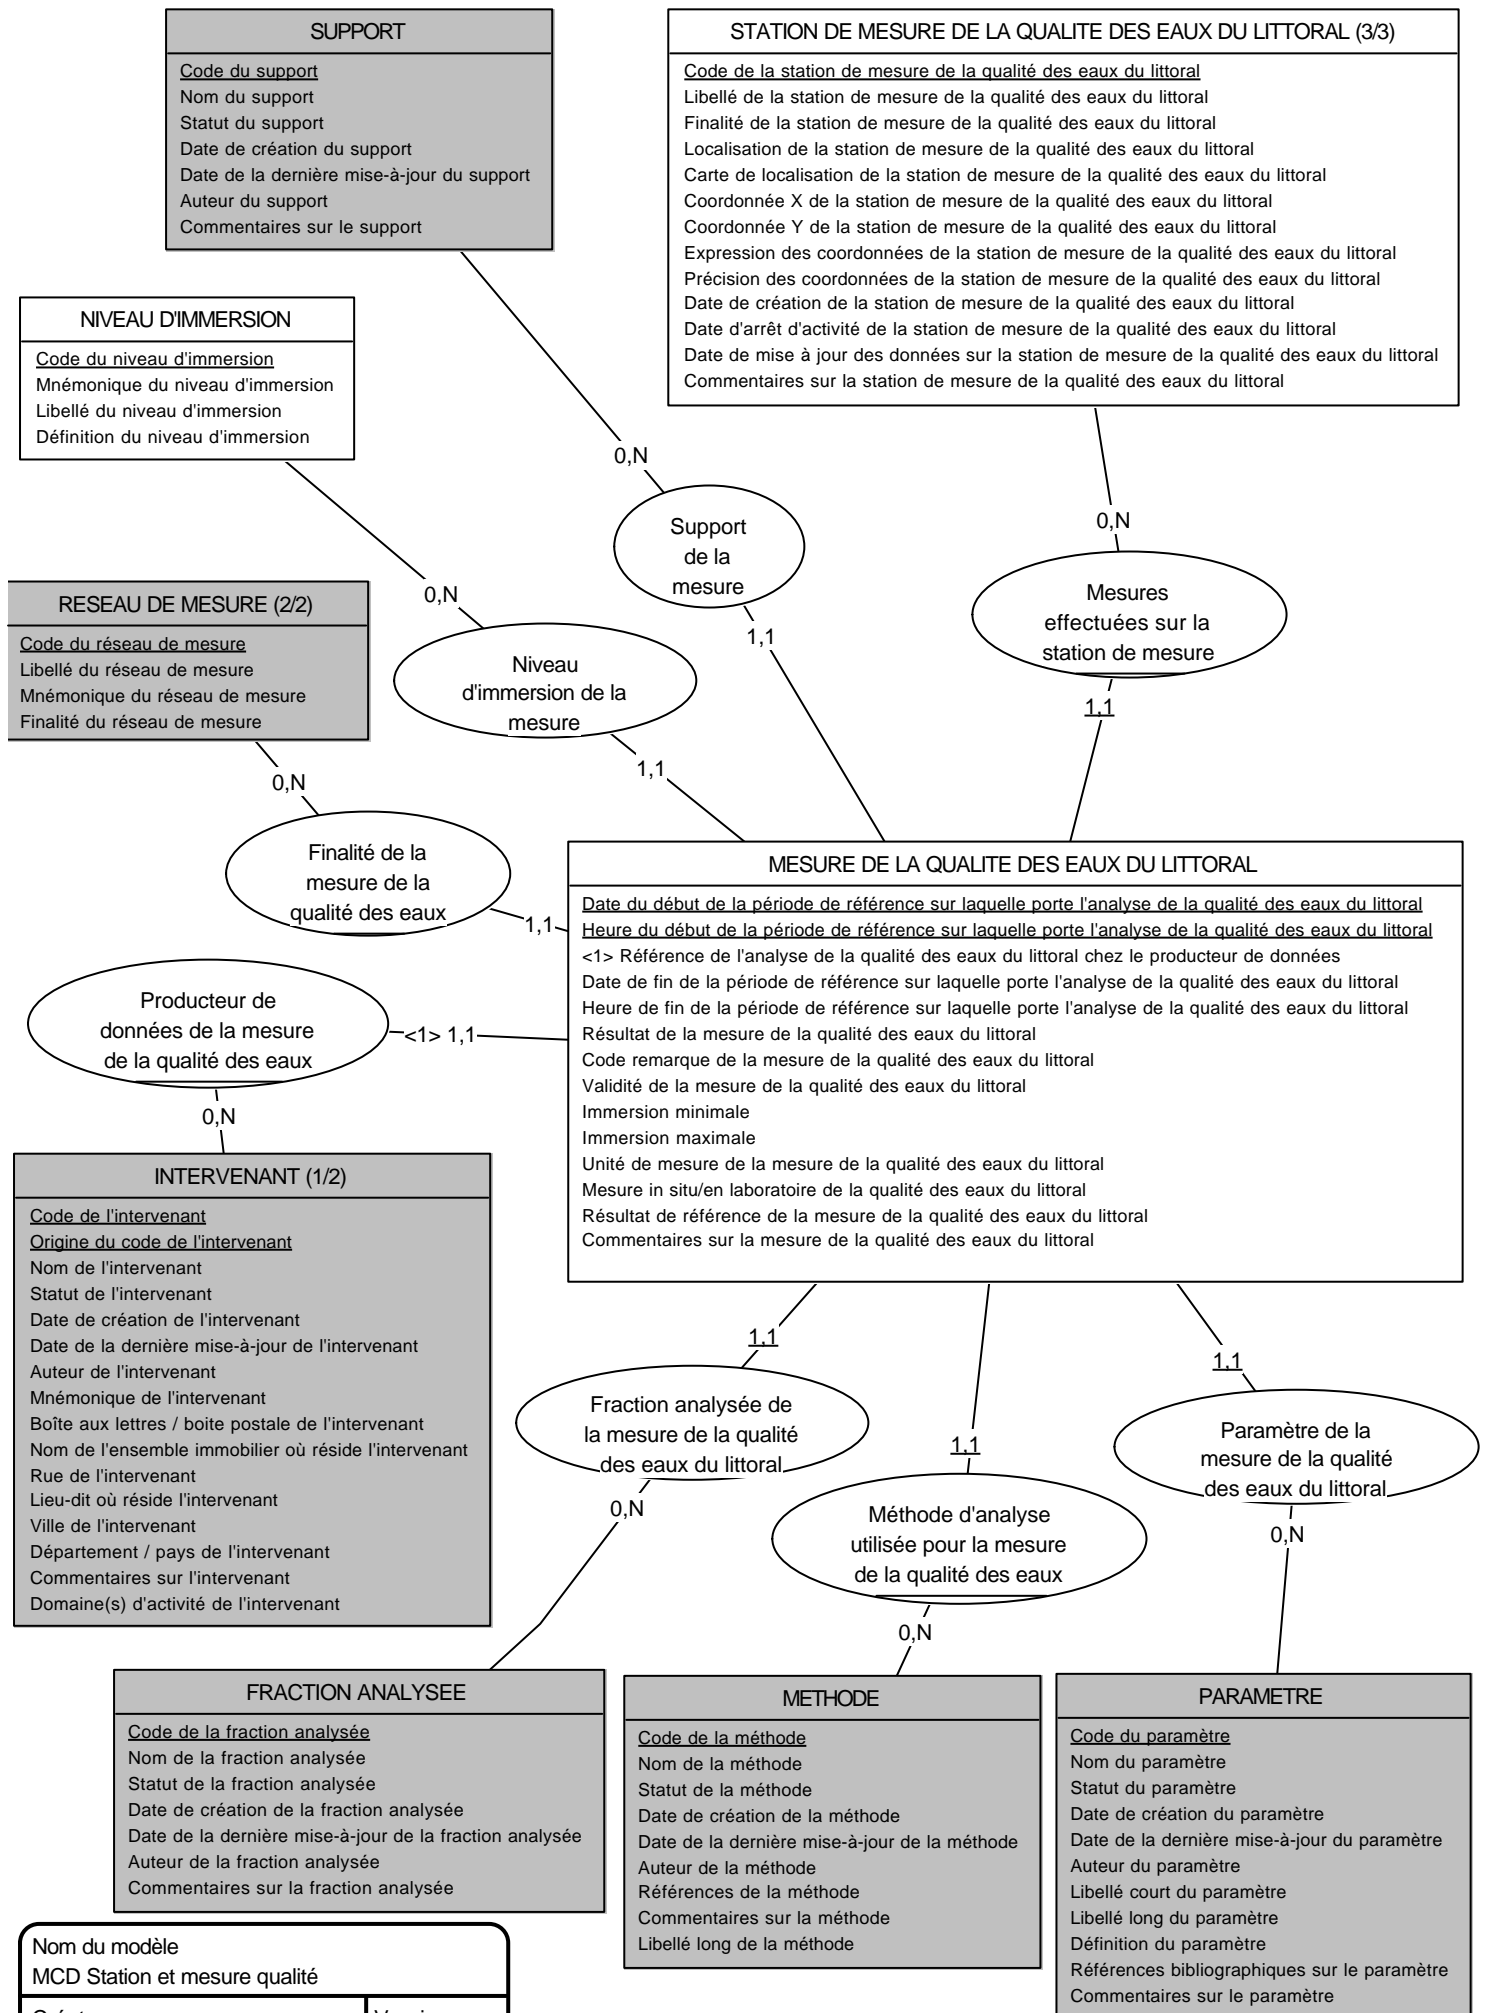 SUPPORT
Code du support
Nom du support
Statut du support
Date de création du support
Date de la dernière mise-à-jour du support
Auteur du support
Commentaires sur le support
STATION DE MESURE DE LA QUALITE DES EAUX DU LITTORAL (3/3)
Code de la station de mesure de la qualité des eaux du littoral
Libellé de la station de mesure de la qualité des eaux du littoral
Finalité de la station de mesure de la qualité des eaux du littoral
Localisation de la station de mesure de la qualité des eaux du littoral
Carte de localisation de la station de mesure de la qualité des eaux du littoral
Coordonnée X de la station de mesure de la qualité des eaux du littoral
Coordonnée Y de la station de mesure de la qualité des eaux du littoral
Expression des coordonnées de la station de mesure de la qualité des eaux du littoral
Précision des coordonnées de la station de mesure de la qualité des eaux du littoral
Date de création de la station de mesure de la qualité des eaux du littoral
Date d'arrêt d'activité de la station de mesure de la qualité des eaux du littoral
Date de mise à jour des données sur la station de mesure de la qualité des eaux du littoral
Commentaires sur la station de mesure de la qualité des eaux du littoral
NIVEAU D'IMMERSION
Code du niveau d'immersion
Mnémonique du niveau d'immersion
Libellé du niveau d'immersion
Définition du niveau d'immersion
0,N
Support
de la
mesure
1,1
0,N
Mesures
effectuées sur la
station de mesure
1,1
0,N
Niveau
d'immersion de la
mesure
1,1
RESEAU DE MESURE (2/2)
Code du réseau de mesure
Libellé du réseau de mesure
Mnémonique du réseau de mesure
Finalité du réseau de mesure
0,N
Finalité de la
mesure de la
qualité des eaux
1,1
MESURE DE LA QUALITE DES EAUX DU LITTORAL
Date du début de la période de référence sur laquelle porte l'analyse de la qualité des eaux du littoral
Heure du début de la période de référence sur laquelle porte l'analyse de la qualité des eaux du littoral
<1> Référence de l'analyse de la qualité des eaux du littoral chez le producteur de données
Date de fin de la période de référence sur laquelle porte l'analyse de la qualité des eaux du littoral
Heure de fin de la période de référence sur laquelle porte l'analyse de la qualité des eaux du littoral
Résultat de la mesure de la qualité des eaux du littoral
Code remarque de la mesure de la qualité des eaux du littoral
Validité de la mesure de la qualité des eaux du littoral
Immersion minimale
Immersion maximale
Unité de mesure de la mesure de la qualité des eaux du littoral
Mesure in situ/en laboratoire de la qualité des eaux du littoral
Résultat de référence de la mesure de la qualité des eaux du littoral
Commentaires sur la mesure de la qualité des eaux du littoral
Producteur de
données de la mesure
de la qualité des eaux
<1> 1,1
0,N
INTERVENANT (1/2)
Code de l'intervenant
Origine du code de l'intervenant
Nom de l'intervenant
Statut de l'intervenant
Date de création de l'intervenant
Date de la dernière mise-à-jour de l'intervenant
Auteur de l'intervenant
Mnémonique de l'intervenant
Boîte aux lettres / boite postale de l'intervenant
Nom de l'ensemble immobilier où réside l'intervenant
Rue de l'intervenant
Lieu-dit où réside l'intervenant
Ville de l'intervenant
Département / pays de l'intervenant
Commentaires sur l'intervenant
Domaine(s) d'activité de l'intervenant
1,1
Fraction analysée de
la mesure de la qualité
des eaux du littoral
0,N
1,1
Méthode d'analyse
utilisée pour la mesure
de la qualité des eaux
0,N
1,1
Paramètre de la
mesure de la qualité
des eaux du littoral
0,N
FRACTION ANALYSEE
Code de la fraction analysée
Nom de la fraction analysée
Statut de la fraction analysée
Date de création de la fraction analysée
Date de la dernière mise-à-jour de la fraction analysée
Auteur de la fraction analysée
Commentaires sur la fraction analysée
METHODE
Code de la méthode
Nom de la méthode
Statut de la méthode
Date de création de la méthode
Date de la dernière mise-à-jour de la méthode
Auteur de la méthode
Références de la méthode
Commentaires sur la méthode
Libellé long de la méthode
PARAMETRE
Code du paramètre
Nom du paramètre
Statut du paramètre
Date de création du paramètre
Date de la dernière mise-à-jour du paramètre
Auteur du paramètre
Libellé court du paramètre
Libellé long du paramètre
Définition du paramètre
Références bibliographiques sur le paramètre
Commentaires sur le paramètre
Nom du modèle
MCD Station et mesure qualité